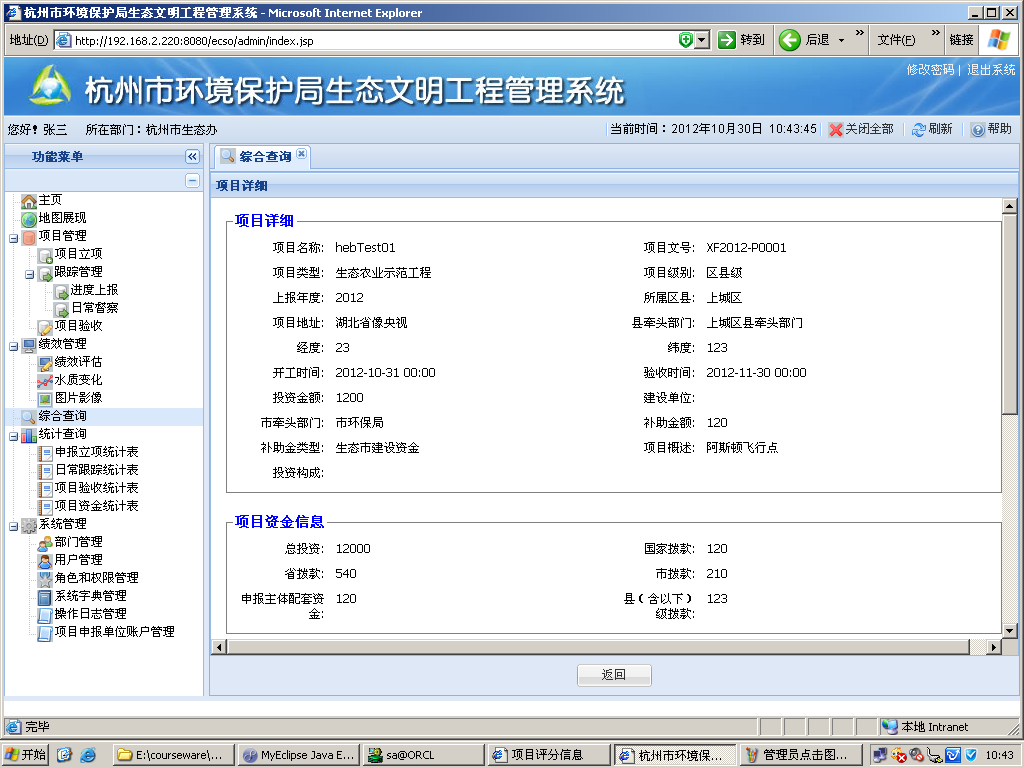 杭州市环境保护局生态文明工程管理系统 - Microsoft Internet Explorer
地址(D) http://192.168.2.220:8080/ecso/admin/index.jsp 转到 后退 文件(F) 链接
修改密码 | 退出系统
杭州市环境保护局生态文明工程管理系统
您好! 张三 所在部门：杭州市生态办 当前时间：2012年10月30日 10:43:45 关闭全部 刷新 帮助
功能菜单
主页
地图展现
项目管理
项目立项
跟踪管理
进度上报
日常督察
项目验收
绩效管理
绩效评估
水质变化
图片影像
综合查询
统计查询
申报立项统计表
日常跟踪统计表
项目验收统计表
项目资金统计表
系统管理
部门管理
用户管理
角色和权限管理
系统字典管理
操作日志管理
项目申报单位账户管理
综合查询
项目详细
项目详细
项目名称: hebTest01 项目文号: XF2012-P0001
项目类型: 生态农业示范工程 项目级别: 区县级
上报年度: 2012 所属区县: 上城区
项目地址: 湖北省像央视 县牵头部门: 上城区县牵头部门
经度: 23 纬度: 123
开工时间: 2012-10-31 00:00 验收时间: 2012-11-30 00:00
投资金额: 1200 建设单位:
市牵头部门: 市环保局 补助金额: 120
补助金类型: 生态市建设资金 项目概述: 阿斯顿飞行点
投资构成:
项目资金信息
总投资: 12000 国家拨款: 120
省拨款: 540 市拨款: 210
申报主体配套资 120 县（含以下） 123
金: 级拨款:
返回
完毕 本地 Intranet
开始 E:\courseware\... MyEclipse Java E... sa@ORCL 项目评分信息 杭州市环境保... 管理员点击图... 10:43